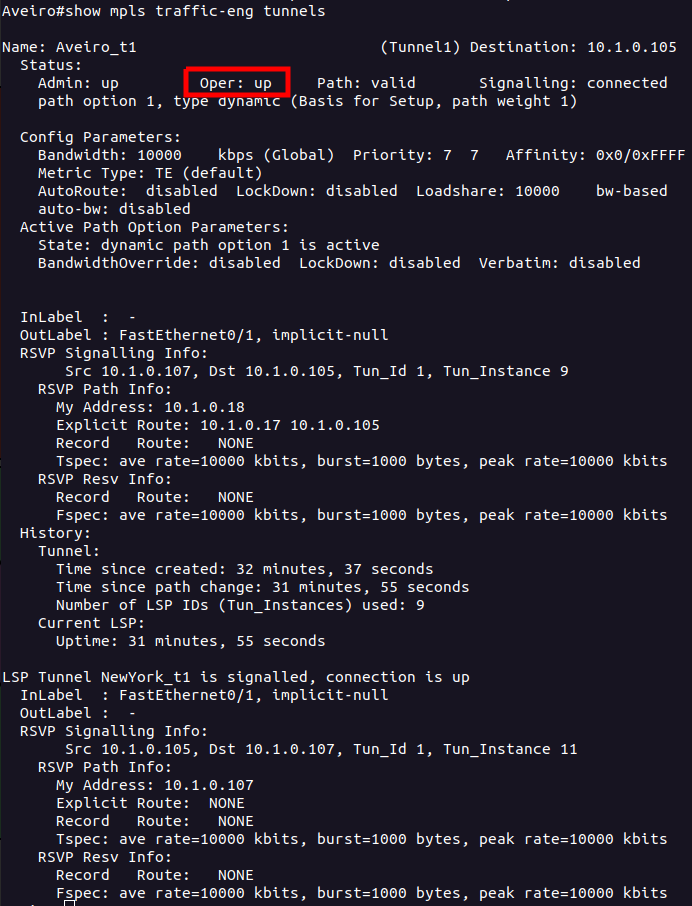 Aveiro#show mpls traffic-eng tunnels
Name: Aveiro_t1                           (Tunnel1) Destination: 10.1.0.105
  Status:
    Admin: up         Oper: up     Path: valid       Signalling: connected
    path option 1, type dynamic (Basis for Setup, path weight 1)
  Config Parameters:
    Bandwidth: 10000    kbps (Global)  Priority: 7  7   Affinity: 0x0/0xFFFF
    Metric Type: TE (default)
    AutoRoute:  disabled  LockDown: disabled  Loadshare: 10000    bw-based
    auto-bw: disabled
  Active Path Option Parameters:
    State: dynamic path option 1 is active
    BandwidthOverride: disabled  LockDown: disabled  Verbatim: disabled
  InLabel  :  -
  OutLabel : FastEthernet0/1, implicit-null
  RSVP Signalling Info:
       Src 10.1.0.107, Dst 10.1.0.105, Tun_Id 1, Tun_Instance 9
    RSVP Path Info:
      My Address: 10.1.0.18
      Explicit Route: 10.1.0.17 10.1.0.105
      Record   Route:   NONE
      Tspec: ave rate=10000 kbits, burst=1000 bytes, peak rate=10000 kbits
    RSVP Resv Info:
      Record   Route:   NONE
      Fspec: ave rate=10000 kbits, burst=1000 bytes, peak rate=10000 kbits
  History:
    Tunnel:
      Time since created: 32 minutes, 37 seconds
      Time since path change: 31 minutes, 55 seconds
      Number of LSP IDs (Tun_Instances) used: 9
    Current LSP:
      Uptime: 31 minutes, 55 seconds
LSP Tunnel NewYork_t1 is signalled, connection is up
  InLabel  : FastEthernet0/1, implicit-null
  OutLabel :  -
  RSVP Signalling Info:
       Src 10.1.0.105, Dst 10.1.0.107, Tun_Id 1, Tun_Instance 11
    RSVP Path Info:
      My Address: 10.1.0.107
      Explicit Route:  NONE
      Record   Route:   NONE
      Tspec: ave rate=10000 kbits, burst=1000 bytes, peak rate=10000 kbits
    RSVP Resv Info:
      Record   Route:   NONE
      Fspec: ave rate=10000 kbits, burst=1000 bytes, peak rate=10000 kbits